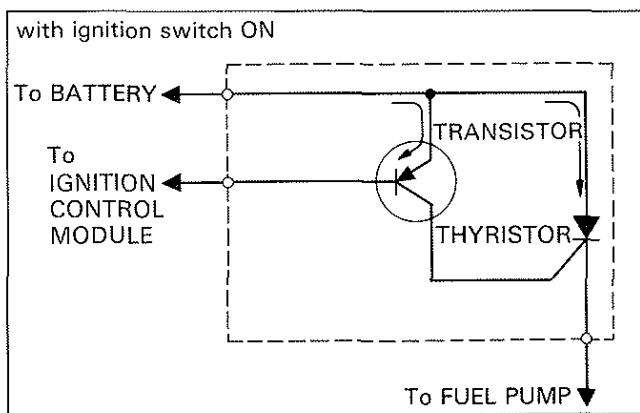 with ignition switch ON
To BATTERY
TRANSISTOR
To
IGNITION
CONTROL
MODULE
THYRISTOR
To FUEL PUMP